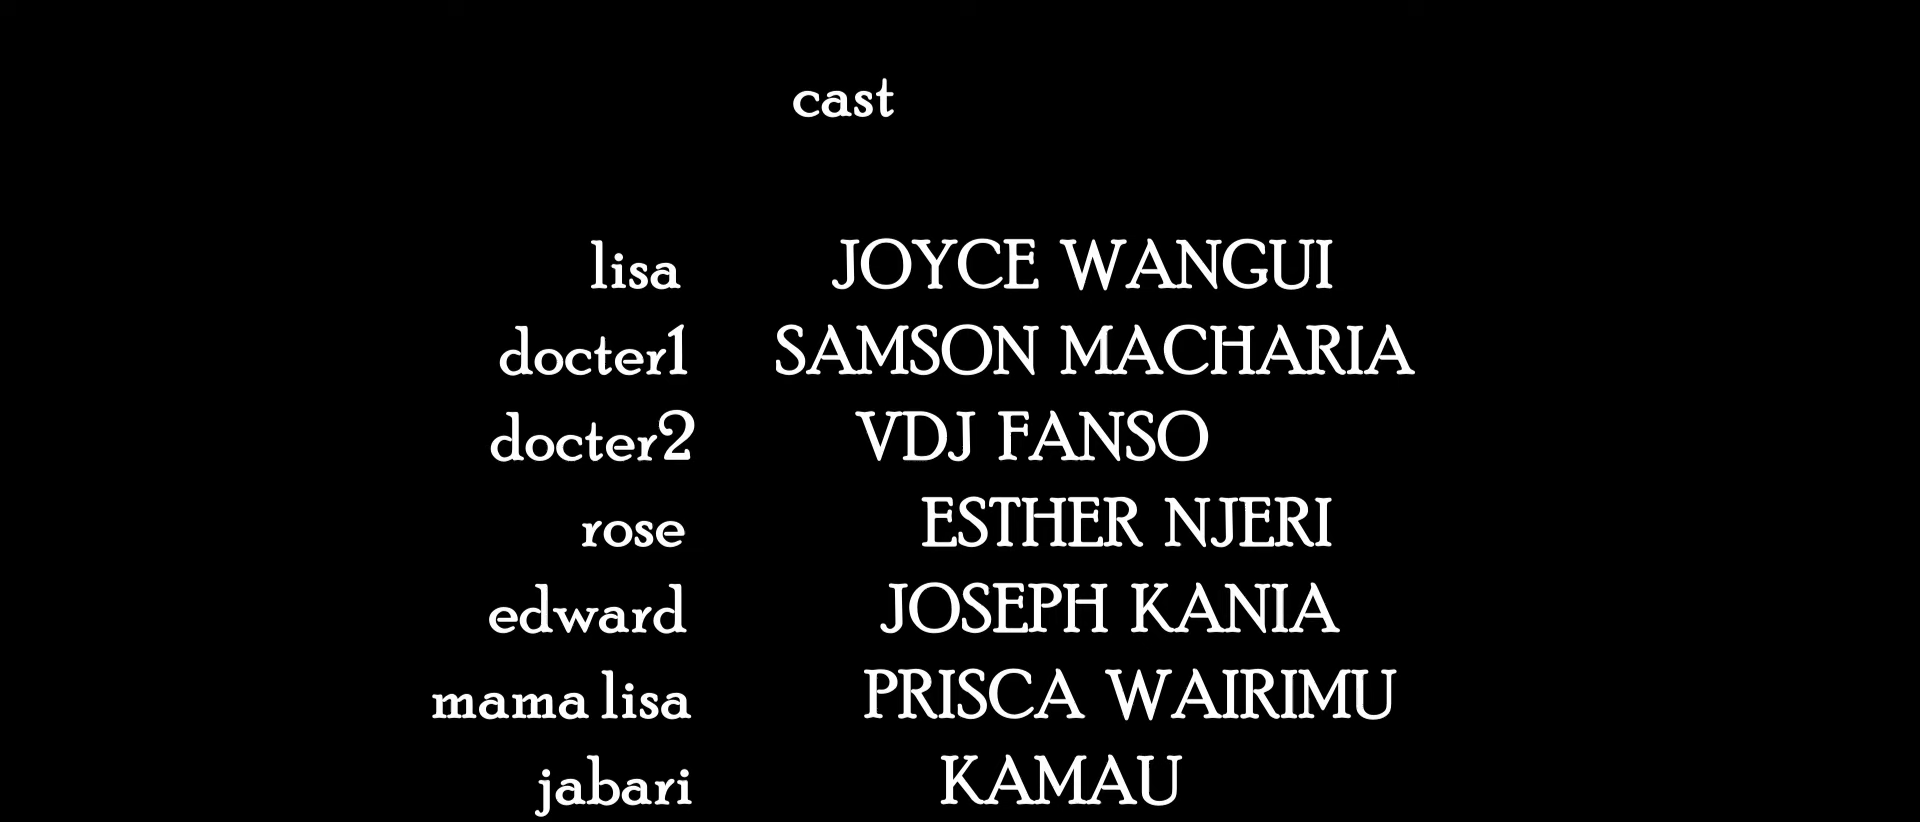 cast
lisa JOYCE WANGUI
docter1 SAMSON MACHARIA
docter2 VDJ FANSO
rose ESTHER NJERI
edward JOSEPH KANIA
mama lisa PRISCA WAIRIMU
jabari KAMAU